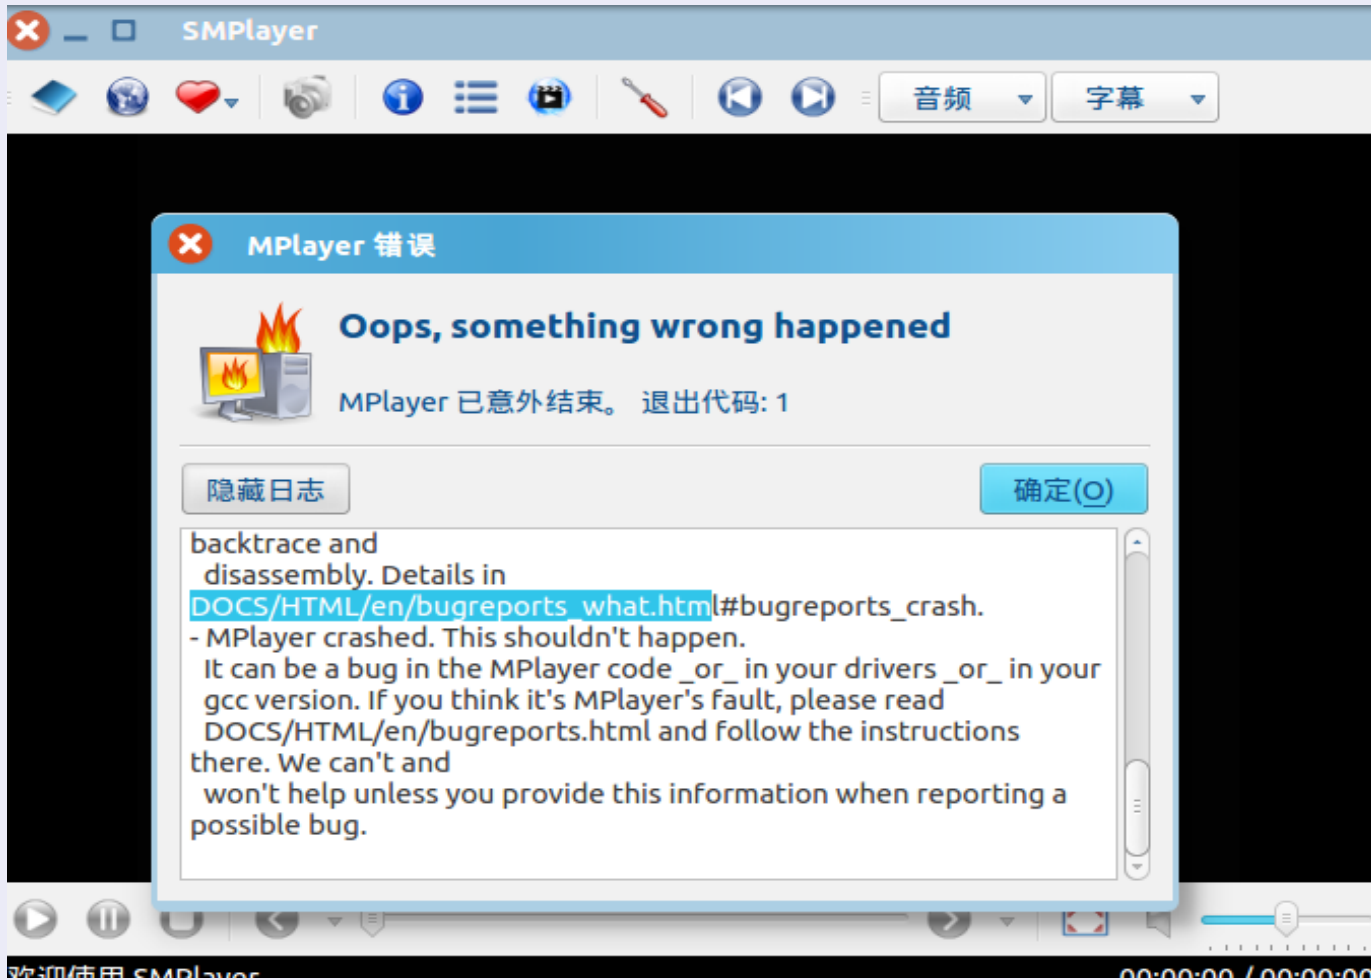 SMPlayer
音频
字幕
MPlayer 错误
Oops, something wrong happened
MPlayer 已意外结束。 退出代码: 1
隐藏日志
确定(O)
backtrace and
disassembly. Details in
DOCS/HTML/en/bugreports_what.html#bugreports_crash.
- MPlayer crashed. This shouldn't happen.
It can be a bug in the MPlayer code _or_ in your drivers _or_ in your
gcc version. If you think it's MPlayer's fault, please read
DOCS/HTML/en/bugreports.html and follow the instructions
there. We can't and
won't help unless you provide this information when reporting a
possible bug.
欢迎使用 SMPlayer
00:00:00 / 00:00:00